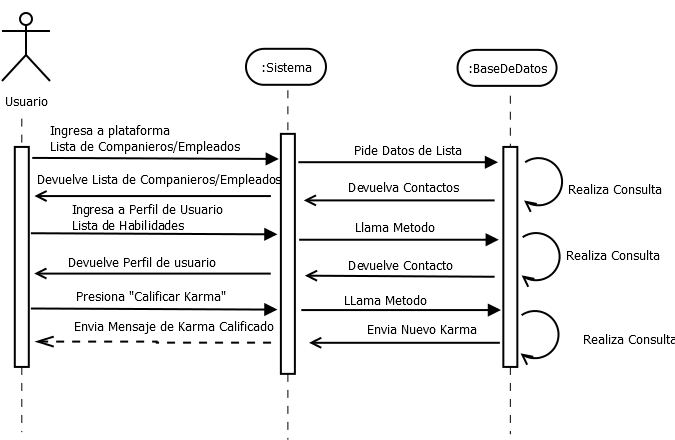 :Sistema
:BaseDeDatos
Usuario
Ingresa a plataforma
Lista de Companieros/Empleados
Pide Datos de Lista
Devuelve Lista de Companieros/Empleados
Devuelva Contactos
Realiza Consulta
Ingresa a Perfil de Usuario
Lista de Habilidades
Llama Metodo
Devuelve Perfil de usuario
Devuelve Contacto
Realiza Consulta
Presiona "Calificar Karma"
LLama Metodo
Envia Mensaje de Karma Calificado
Envia Nuevo Karma
Realiza Consulta